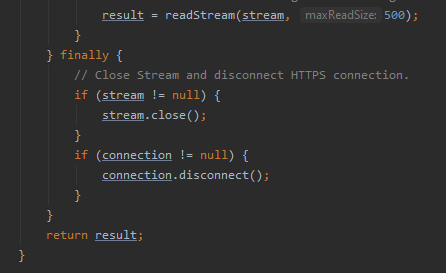 result = readStream(stream, maxReadSize: 500);
}
} finally {
// Close Stream and disconnect HTTPS connection.
if (stream != null) {
stream.close();
}
if (connection != null) {
connection.disconnect();
}
}
return result;
}